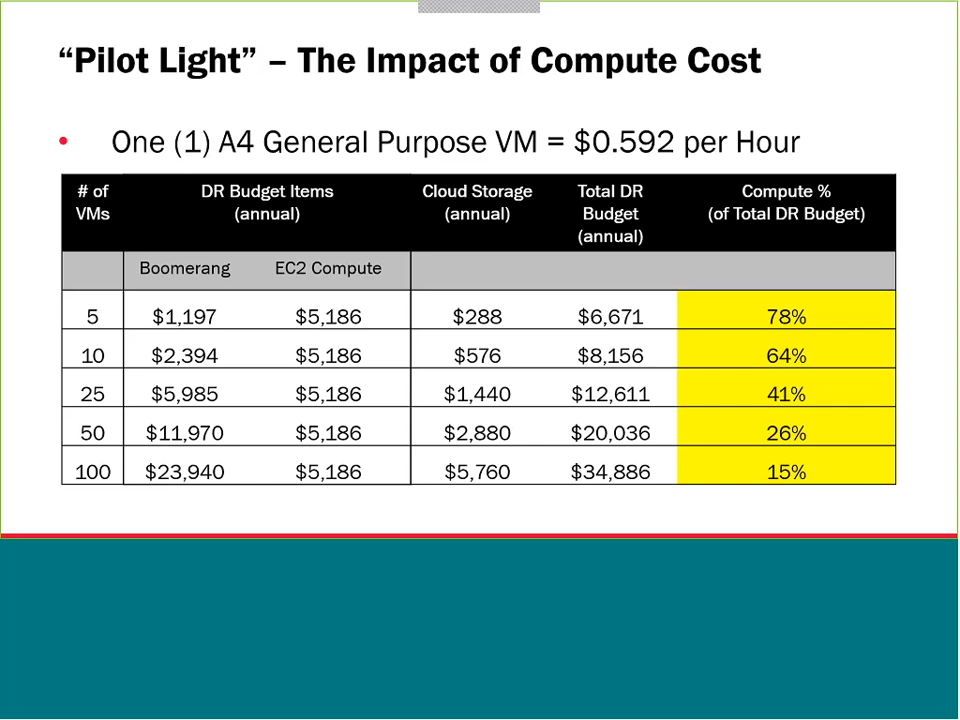 “Pilot Light” – The Impact of Compute Cost
• One (1) A4 General Purpose VM = $0.592 per Hour
# of VMs DR Budget Items (annual) Cloud Storage (annual) Total DR Budget (annual) Compute % (of Total DR Budget)
Boomerang EC2 Compute
5 $1,197 $5,186 $288 $6,671 78%
10 $2,394 $5,186 $576 $8,156 64%
25 $5,985 $5,186 $1,440 $12,611 41%
50 $11,970 $5,186 $2,880 $20,036 26%
100 $23,940 $5,186 $5,760 $34,886 15%